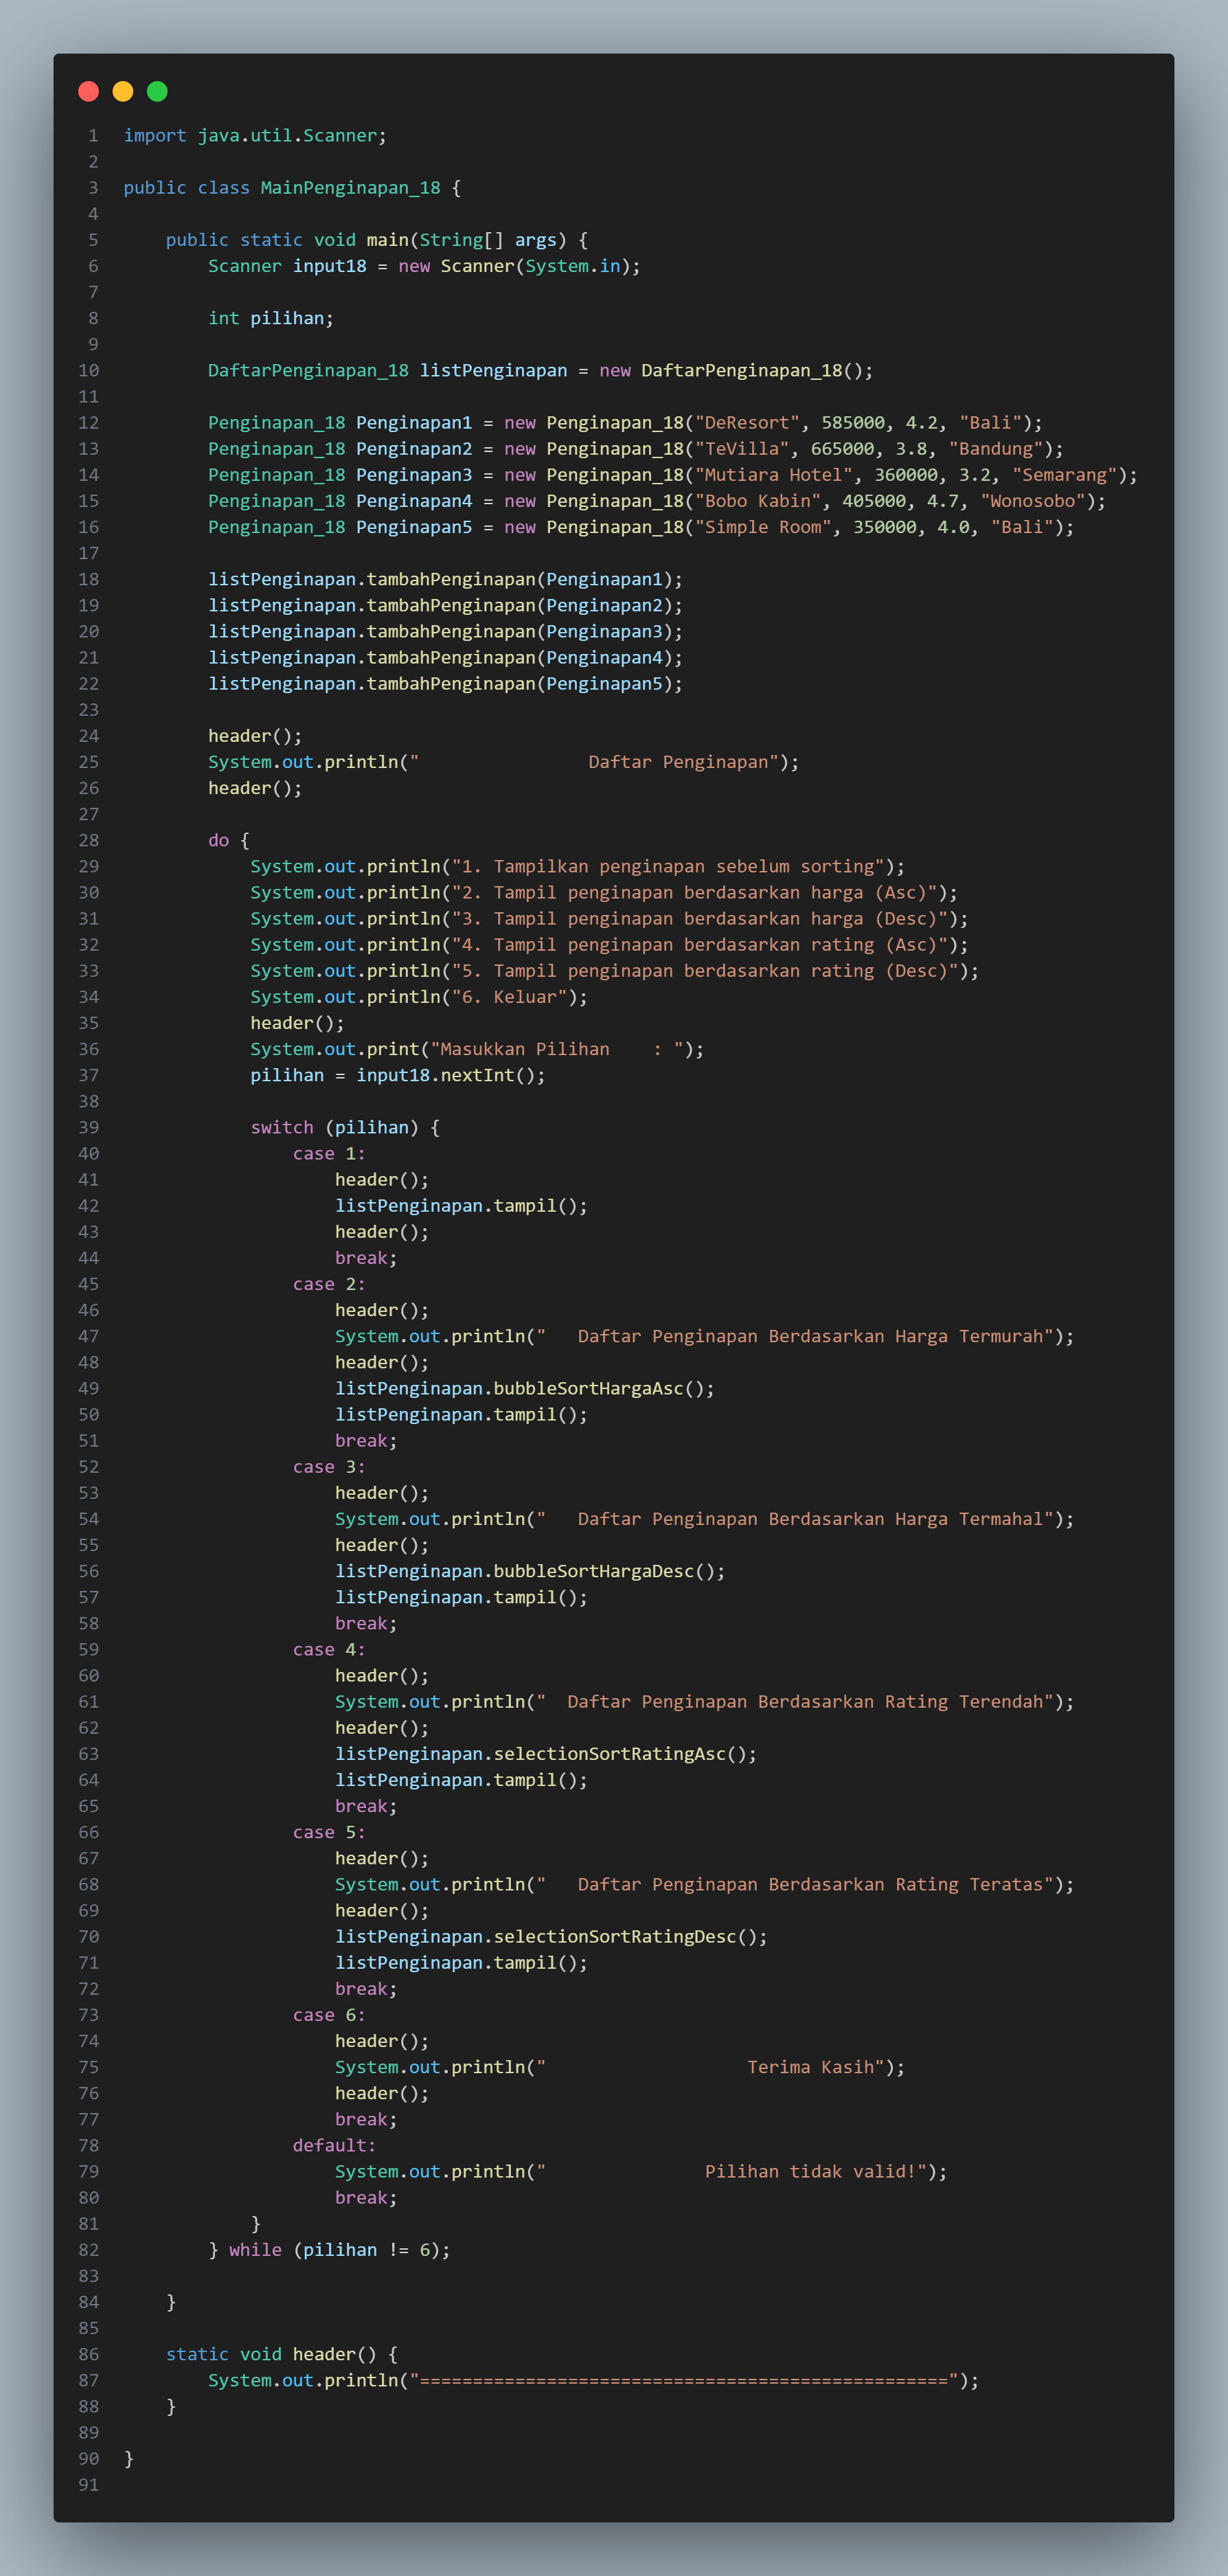 1 import java.util.Scanner;
2
3 public class MainPenginapan_18 {
4
5     public static void main(String[] args) {
6         Scanner input18 = new Scanner(System.in);
7
8         int pilihan;
9
10         DaftarPenginapan_18 listPenginapan = new DaftarPenginapan_18();
11
12         Penginapan_18 Penginapan1 = new Penginapan_18("DeResort", 585000, 4.2, "Bali");
13         Penginapan_18 Penginapan2 = new Penginapan_18("TeVilla", 665000, 3.8, "Bandung");
14         Penginapan_18 Penginapan3 = new Penginapan_18("Mutiara Hotel", 360000, 3.2, "Semarang");
15         Penginapan_18 Penginapan4 = new Penginapan_18("Bobo Kabin", 405000, 4.7, "Wonosobo");
16         Penginapan_18 Penginapan5 = new Penginapan_18("Simple Room", 350000, 4.0, "Bali");
17
18         listPenginapan.tambahPenginapan(Penginapan1);
19         listPenginapan.tambahPenginapan(Penginapan2);
20         listPenginapan.tambahPenginapan(Penginapan3);
21         listPenginapan.tambahPenginapan(Penginapan4);
22         listPenginapan.tambahPenginapan(Penginapan5);
23
24         header();
25         System.out.println("                Daftar Penginapan");
26         header();
27
28         do {
29             System.out.println("1. Tampilkan penginapan sebelum sorting");
30             System.out.println("2. Tampil penginapan berdasarkan harga (Asc)");
31             System.out.println("3. Tampil penginapan berdasarkan harga (Desc)");
32             System.out.println("4. Tampil penginapan berdasarkan rating (Asc)");
33             System.out.println("5. Tampil penginapan berdasarkan rating (Desc)");
34             System.out.println("6. Keluar");
35             header();
36             System.out.print("Masukkan Pilihan    : ");
37             pilihan = input18.nextInt();
38
39             switch (pilihan) {
40                 case 1:
41                     header();
42                     listPenginapan.tampil();
43                     header();
44                     break;
45                 case 2:
46                     header();
47                     System.out.println("   Daftar Penginapan Berdasarkan Harga Termurah");
48                     header();
49                     listPenginapan.bubbleSortHargaAsc();
50                     listPenginapan.tampil();
51                     break;
52                 case 3:
53                     header();
54                     System.out.println("   Daftar Penginapan Berdasarkan Harga Termahal");
55                     header();
56                     listPenginapan.bubbleSortHargaDesc();
57                     listPenginapan.tampil();
58                     break;
59                 case 4:
60                     header();
61                     System.out.println("  Daftar Penginapan Berdasarkan Rating Terendah");
62                     header();
63                     listPenginapan.selectionSortRatingAsc();
64                     listPenginapan.tampil();
65                     break;
66                 case 5:
67                     header();
68                     System.out.println("   Daftar Penginapan Berdasarkan Rating Teratas");
69                     header();
70                     listPenginapan.selectionSortRatingDesc();
71                     listPenginapan.tampil();
72                     break;
73                 case 6:
74                     header();
75                     System.out.println("                   Terima Kasih");
76                     header();
77                     break;
78                 default:
79                     System.out.println("               Pilihan tidak valid!");
80                     break;
81             }
82         } while (pilihan != 6);
83
84     }
85
86     static void header() {
87         System.out.println("==================================================");
88     }
89
90 }
91